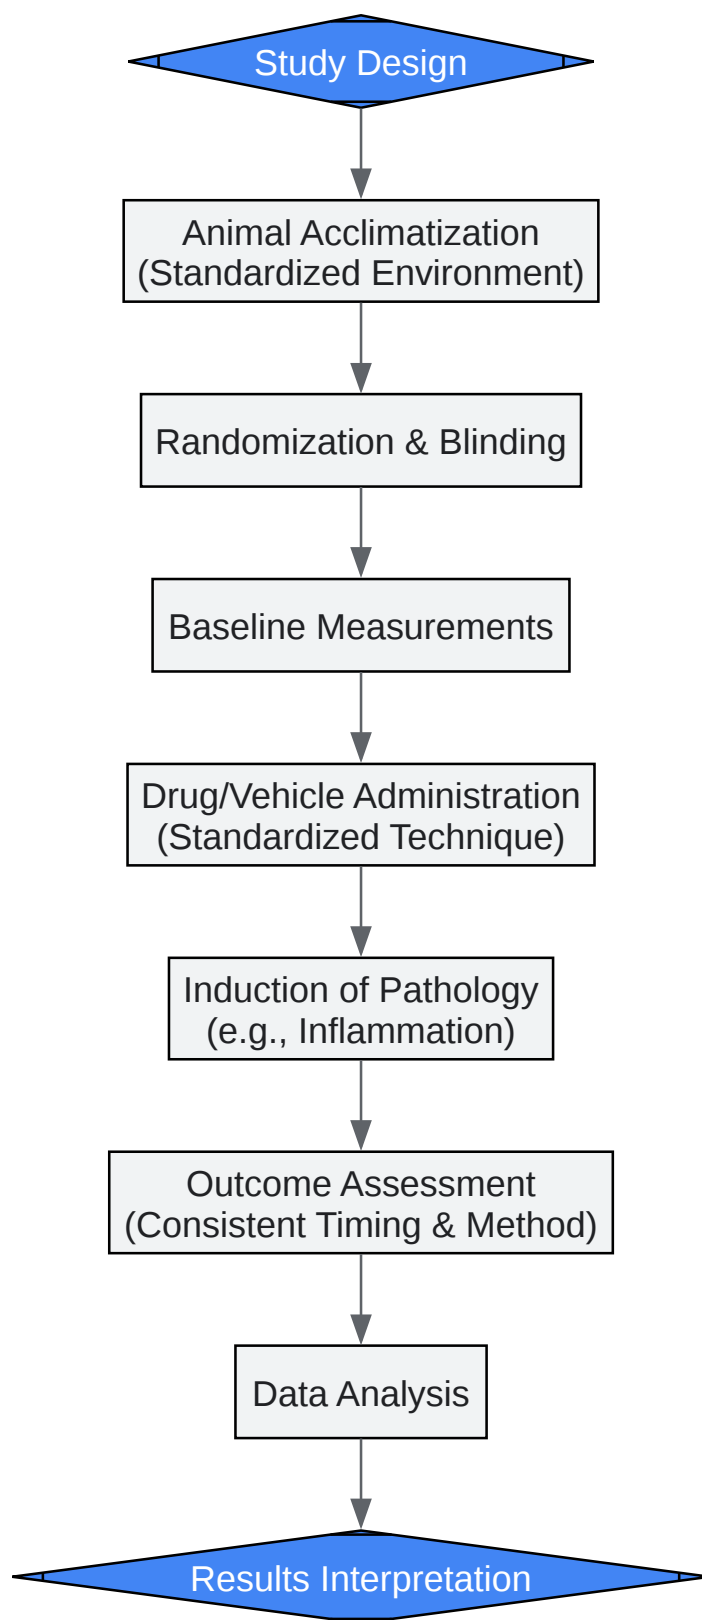 Study Design
Animal Acclimatization
(Standardized Environment)
Randomization & Blinding
Baseline Measurements
Drug/Vehicle Administration
(Standardized Technique)
Induction of Pathology
(e.g., Inflammation)
Outcome Assessment
(Consistent Timing & Method)
Data Analysis
Results Interpretation